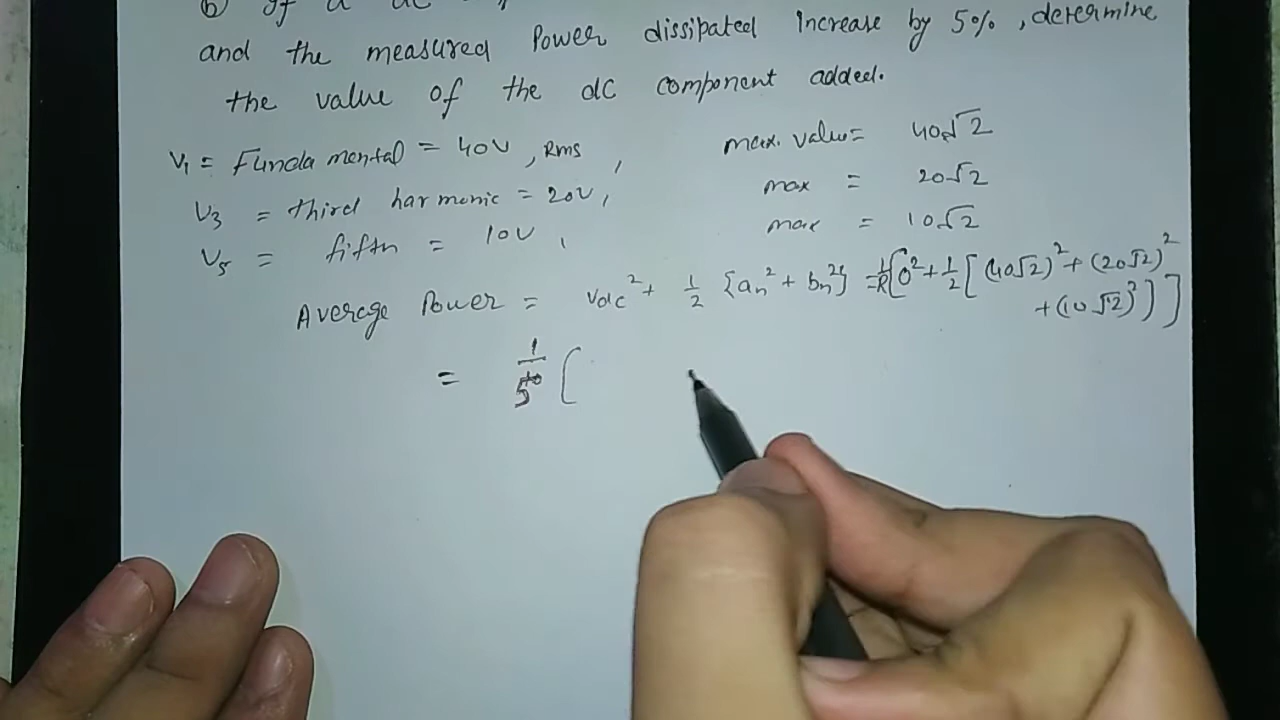 b) If a dc
and the measured Power dissipated Increase by 5%, determine
the value of the dc component added.
V₁ = Fundamental = 40V, Rms, max. value = 40√2
V₃ = third harmonic = 20V, max = 20√2
V₅ = fifth = 10V, max = 10√2
Average Power = Vdc² + 1/2 {an² + bn²} = 1/R[0² + 1/2[(40√2)² + (20√2)²
+ (10√2)²]]
= 1/5 [